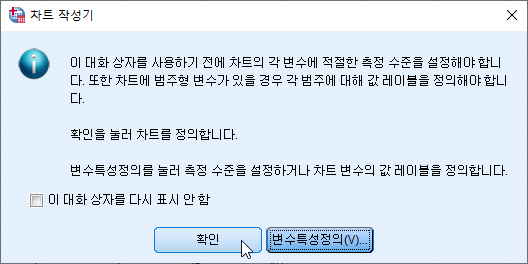 차트 작성기
이 대화 상자를 사용하기 전에 차트의 각 변수에 적절한 측정 수준을 설정해야 합니
다. 또한 차트에 범주형 변수가 있을 경우 각 범주에 대해 값 레이블을 정의해야 합니
다.
확인을 눌러 차트를 정의합니다.
변수특성정의를 눌러 측정 수준을 설정하거나 차트 변수의 값 레이블을 정의합니다.
이 대화 상자를 다시 표시 안 함
확인
변수특성정의(V)...